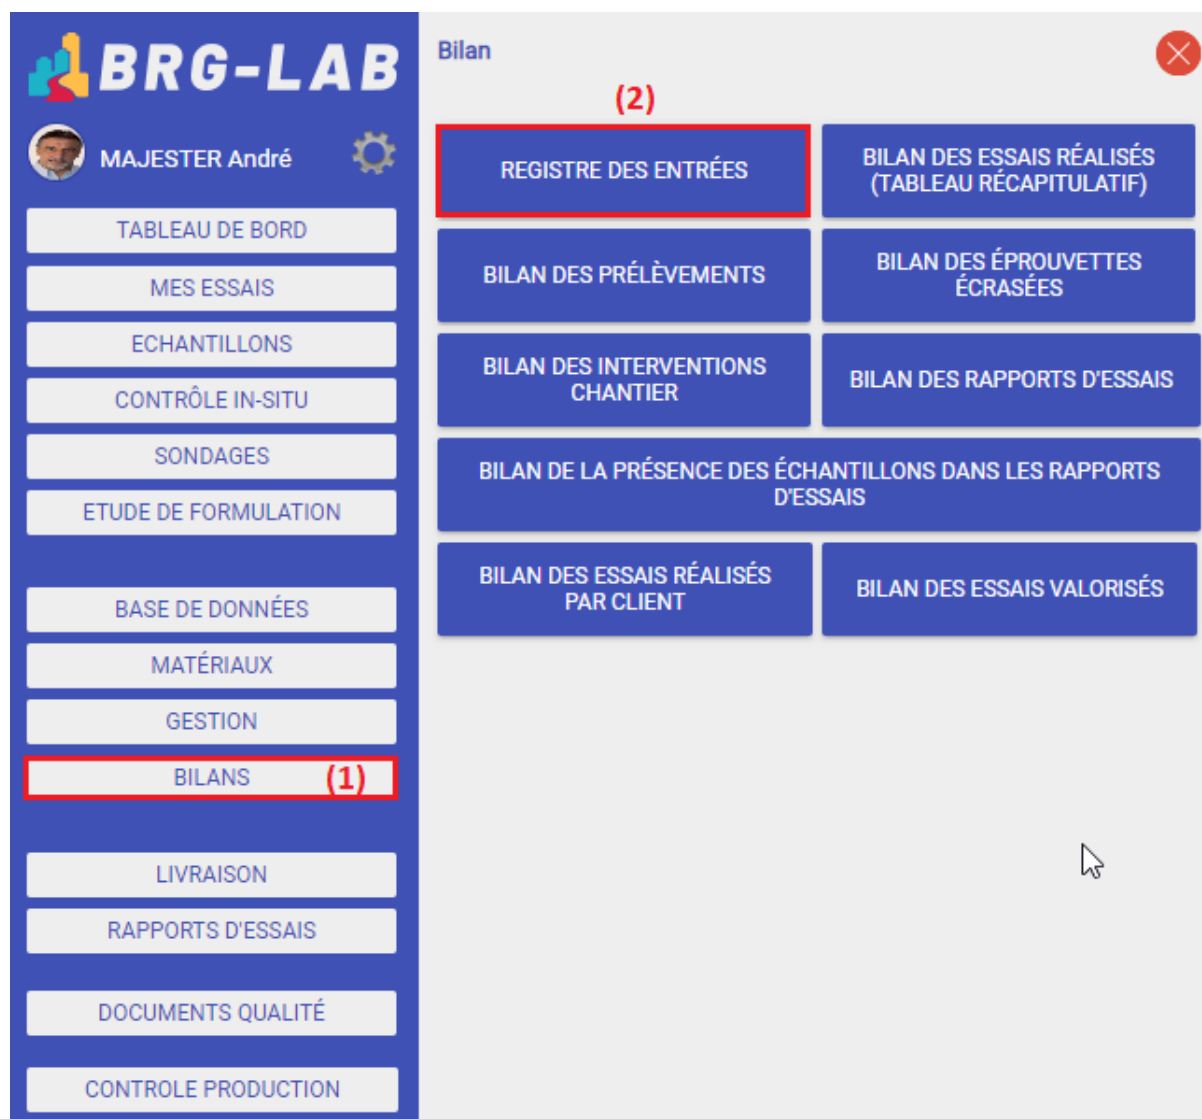 BRG-LAB
MAJESTER André
TABLEAU DE BORD
MES ESSAIS
ECHANTILLONS
CONTRÔLE IN-SITU
SONDAGES
ETUDE DE FORMULATION
BASE DE DONNÉES
MATÉRIAUX
GESTION
BILANS (1)
LIVRAISON
RAPPORTS D'ESSAIS
DOCUMENTS QUALITÉ
CONTROLE PRODUCTION
Bilan
(2)
REGISTRE DES ENTRÉES
BILAN DES ESSAIS RÉALISÉS
(TABLEAU RÉCAPITULATIF)
BILAN DES PRÉLÈVEMENTS
BILAN DES ÉPROUVETTES
ÉCRASÉES
BILAN DES INTERVENTIONS
CHANTIER
BILAN DES RAPPORTS D'ESSAIS
BILAN DE LA PRÉSENCE DES ÉCHANTILLONS DANS LES RAPPORTS
D'ESSAIS
BILAN DES ESSAIS RÉALISÉS
PAR CLIENT
BILAN DES ESSAIS VALORISÉS